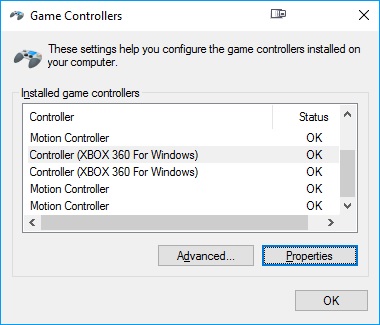 Game Controllers
These settings help you configure the game controllers installed on
your computer.
Installed game controllers
Controller Status
Motion Controller OK
Controller (XBOX 360 For Windows) OK
Controller (XBOX 360 For Windows) OK
Motion Controller OK
Motion Controller OK
Advanced... Properties
OK